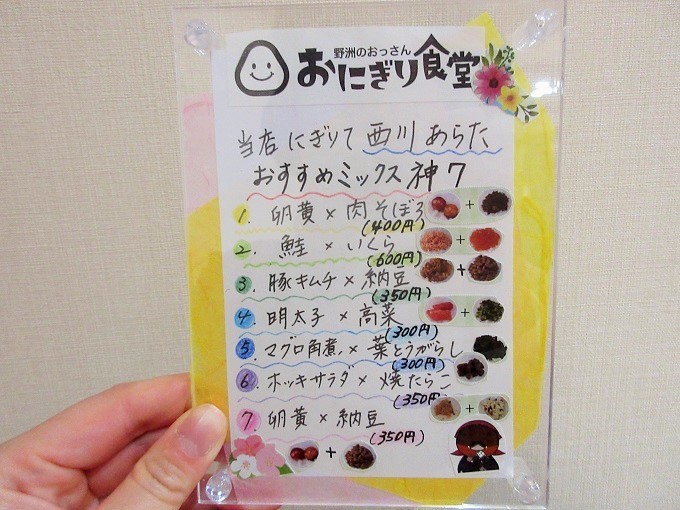 野洲のおっさん
おにぎり食堂
当店 にぎりて 西川 あらた
おすすめミックス 神7
1. 卵黄 × 肉そぼろ +
(400円)
2. 鮭 × いくら +
(600円)
3. 豚キムチ × 納豆 +
(350円)
4. 明太子 × 高菜 +
(300円)
5. マグロ角煮 × 葉とうがらし
(300円)
6. ホッキサラダ × 焼たらこ
(350円) +
7. 卵黄 × 納豆
(350円)
+